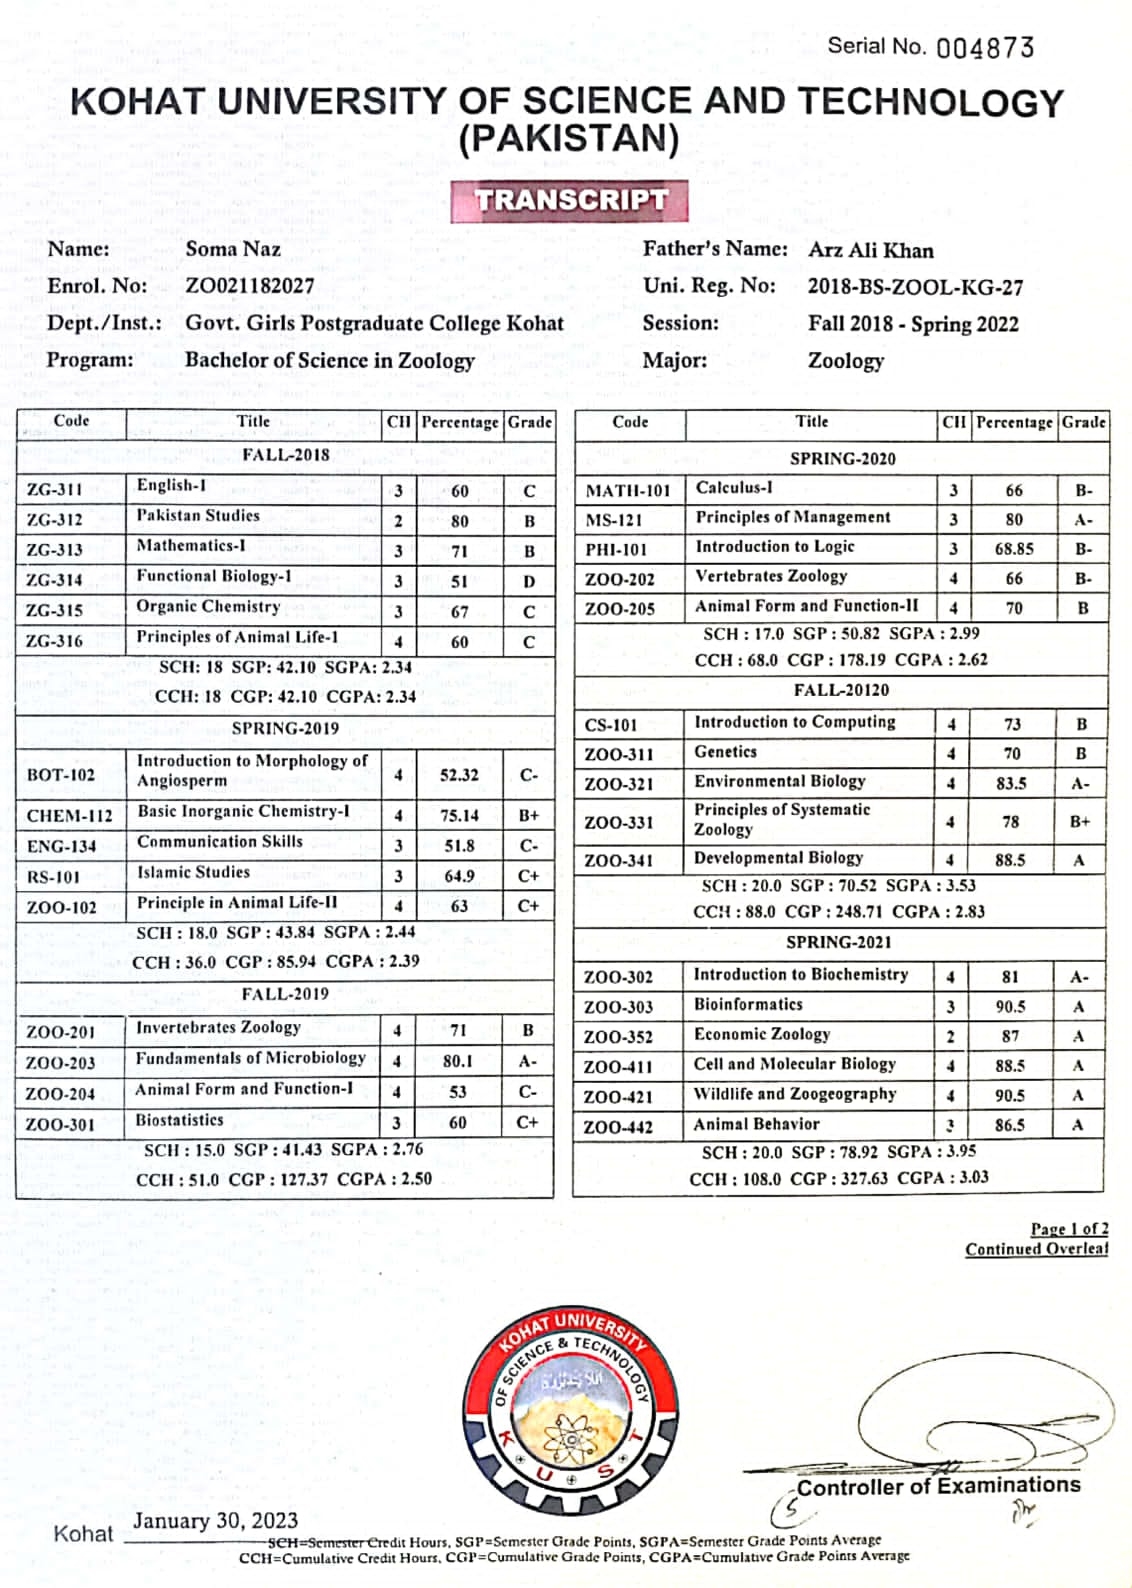 Serial No. 004873
KOHAT UNIVERSITY OF SCIENCE AND TECHNOLOGY
(PAKISTAN)
TRANSCRIPT
Name: Soma Naz
Father's Name: Arz Ali Khan
Enrol. No: ZO021182027
Uni. Reg. No: 2018-BS-ZOOL-KG-27
Dept./Inst.: Govt. Girls Postgraduate College Kohat
Session: Fall 2018 - Spring 2022
Program: Bachelor of Science in Zoology
Major: Zoology
Code Title CH Percentage Grade
FALL-2018
ZG-311 English-I 3 60 C
ZG-312 Pakistan Studies 2 80 B
ZG-313 Mathematics-I 3 71 B
ZG-314 Functional Biology-I 3 51 D
ZG-315 Organic Chemistry 3 67 C
ZG-316 Principles of Animal Life-I 4 60 C
SCH: 18 SGP: 42.10 SGPA: 2.34
CCH: 18 CGP: 42.10 CGPA: 2.34
SPRING-2019
BOT-102 Introduction to Morphology of
Angiosperm 4 52.32 C-
CHEM-112 Basic Inorganic Chemistry-I 4 75.14 B+
ENG-134 Communication Skills 3 51.8 C-
RS-101 Islamic Studies 3 64.9 C+
ZOO-102 Principle in Animal Life-II 4 63 C+
SCH : 18.0 SGP : 43.84 SGPA : 2.44
CCH : 36.0 CGP : 85.94 CGPA : 2.39
FALL-2019
ZOO-201 Invertebrates Zoology 4 71 B
ZOO-203 Fundamentals of Microbiology 4 80.1 A-
ZOO-204 Animal Form and Function-I 4 53 C-
ZOO-301 Biostatistics 3 60 C+
SCH : 15.0 SGP : 41.43 SGPA : 2.76
CCH : 51.0 CGP : 127.37 CGPA : 2.50
Code Title CH Percentage Grade
SPRING-2020
MATH-101 Calculus-I 3 66 B-
MS-121 Principles of Management 3 80 A-
PHI-101 Introduction to Logic 3 68.85 B-
ZOO-202 Vertebrates Zoology 4 66 B-
ZOO-205 Animal Form and Function-II 4 70 B
SCH : 17.0 SGP : 50.82 SGPA : 2.99
CCH : 68.0 CGP : 178.19 CGPA : 2.62
FALL-20120
CS-101 Introduction to Computing 4 73 B
ZOO-311 Genetics 4 70 B
ZOO-321 Environmental Biology 4 83.5 A-
ZOO-331 Principles of Systematic
Zoology 4 78 B+
ZOO-341 Developmental Biology 4 88.5 A
SCH : 20.0 SGP : 70.52 SGPA : 3.53
CCH : 88.0 CGP : 248.71 CGPA : 2.83
SPRING-2021
ZOO-302 Introduction to Biochemistry 4 81 A-
ZOO-303 Bioinformatics 3 90.5 A
ZOO-352 Economic Zoology 2 87 A
ZOO-411 Cell and Molecular Biology 4 88.5 A
ZOO-421 Wildlife and Zoogeography 4 90.5 A
ZOO-442 Animal Behavior 3 86.5 A
SCH : 20.0 SGP : 78.92 SGPA : 3.95
CCH : 108.0 CGP : 327.63 CGPA : 3.03
Page 1 of 2
Continued Overleaf
KOHAT UNIVERSITY
OF SCIENCE & TECHNOLOGY
K U S T
Controller of Examinations
Kohat January 30, 2023
SCH=Semester Credit Hours, SGP=Semester Grade Points, SGPA=Semester Grade Points Average
CCH=Cumulative Credit Hours, CGP=Cumulative Grade Points, CGPA=Cumulative Grade Points Average